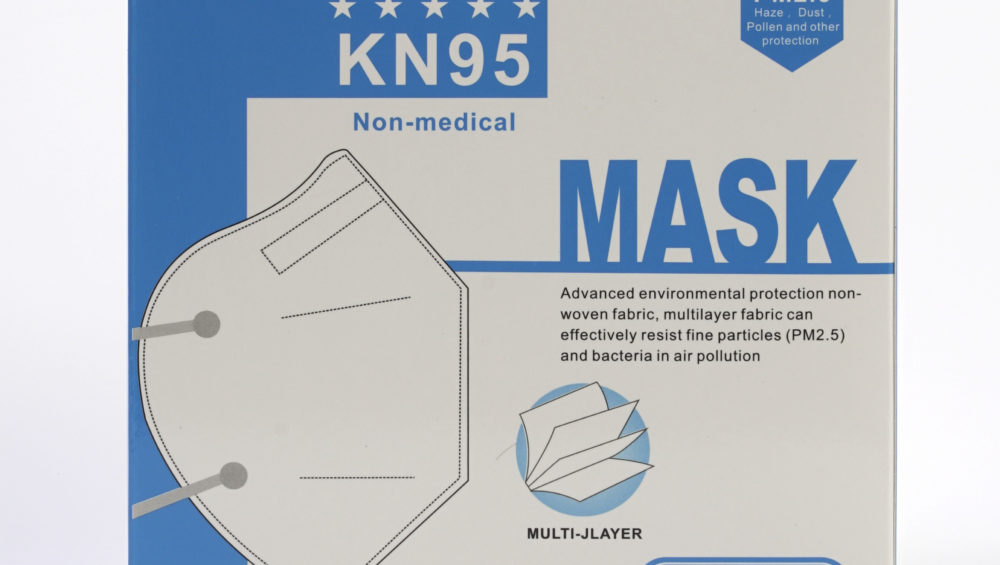 KN95
Non-medical
Haze , Dust ,
Pollen and other
protection
MASK
Advanced environmental protection non-
woven fabric, multilayer fabric can
effectively resist fine particles (PM2.5)
and bacteria in air pollution
MULTI-JLAYER